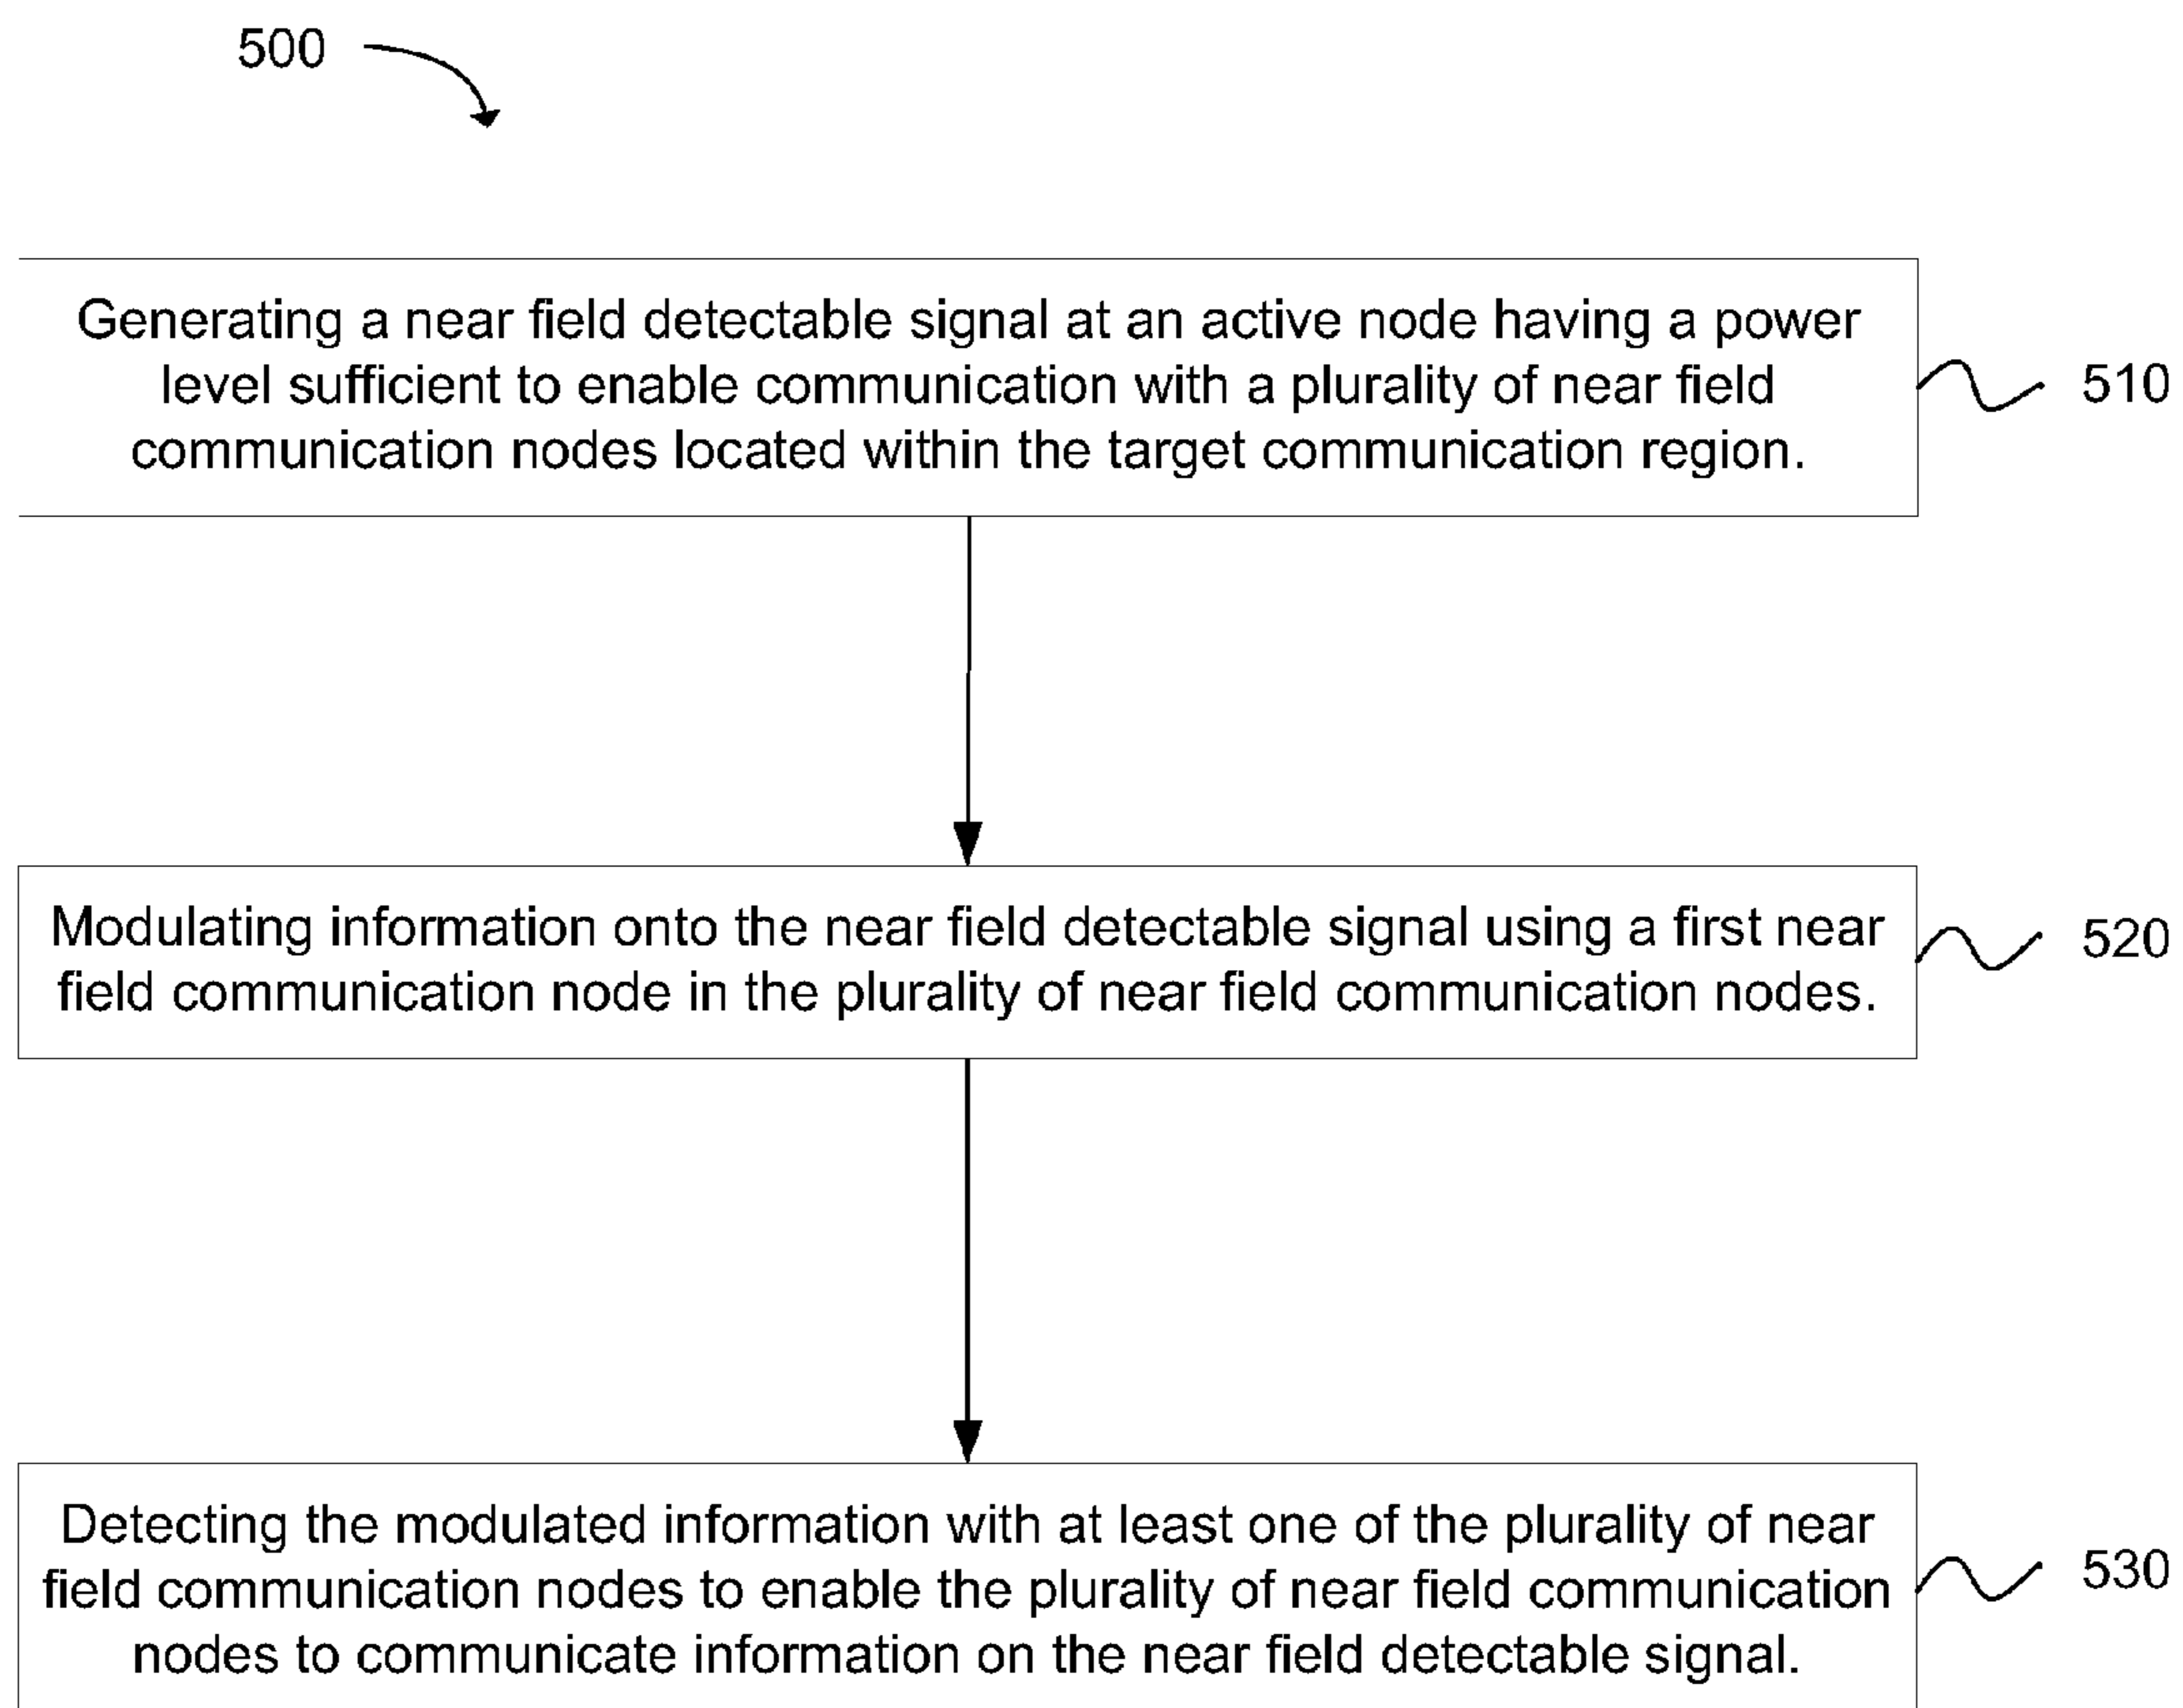 500
Generating a near field detectable signal at an active node having a power
level sufficient to enable communication with a plurality of near field
communication nodes located within the target communication region.
510
Modulating information onto the near field detectable signal using a first near
field communication node in the plurality of near field communication nodes.
520
Detecting the modulated information with at least one of the plurality of near
field communication nodes to enable the plurality of near field communication
nodes to communicate information on the near field detectable signal.
530